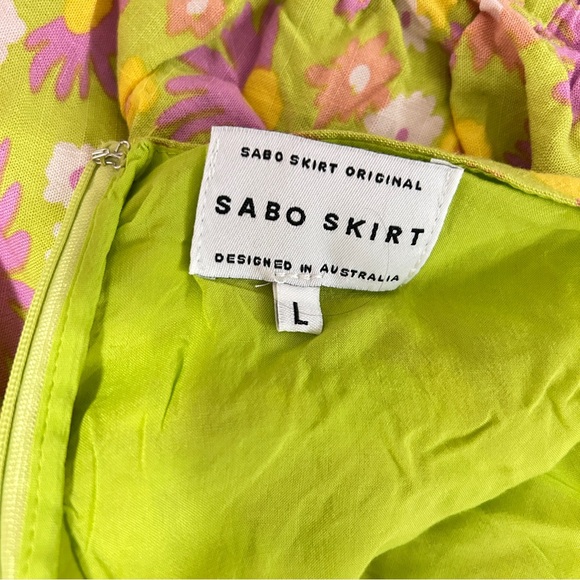 SABO SKIRT ORIGINAL
SABO SKIRT
DESIGNED IN AUSTRALIA
L